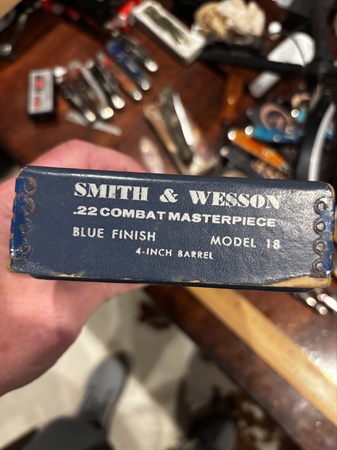 SMITH & WESSON
.22 COMBAT MASTERPIECE
BLUE FINISH MODEL 18
4-INCH BARREL